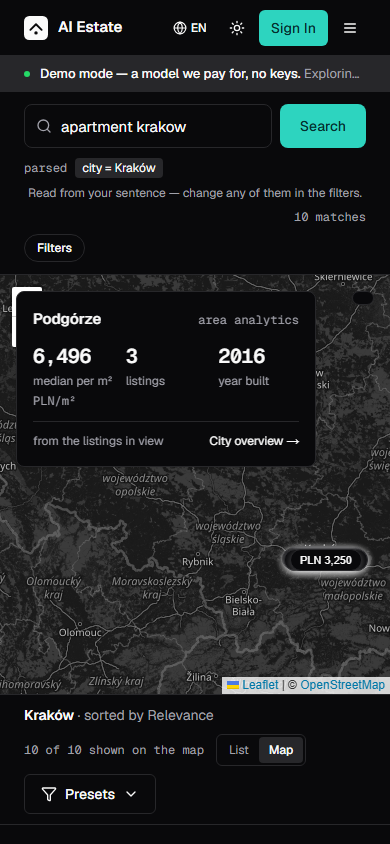 AI Estate
EN
Sign In
Demo mode — a model we pay for, no keys. Explorin...
apartment krakow
Search
parsed city = Kraków
Read from your sentence — change any of them in the filters.
10 matches
Filters
Skierniewice
Podgórze
area analytics
6,496 3 2016
median per m² listings year built
PLN/m²
from the listings in view
City overview →
województwo
opolskie
województwo
śląskie
Rybnik
PLN 3,250
Olomoucký
kraj
Moravskoslezský
kraj
województwo
małopolskie
Bielsko-
Biała
Olomouc
Now
Zlínský kraj
Žilina
Jihomoravský
Leaflet | © OpenStreetMap
Kraków · sorted by Relevance
10 of 10 shown on the map
List
Map
Presets